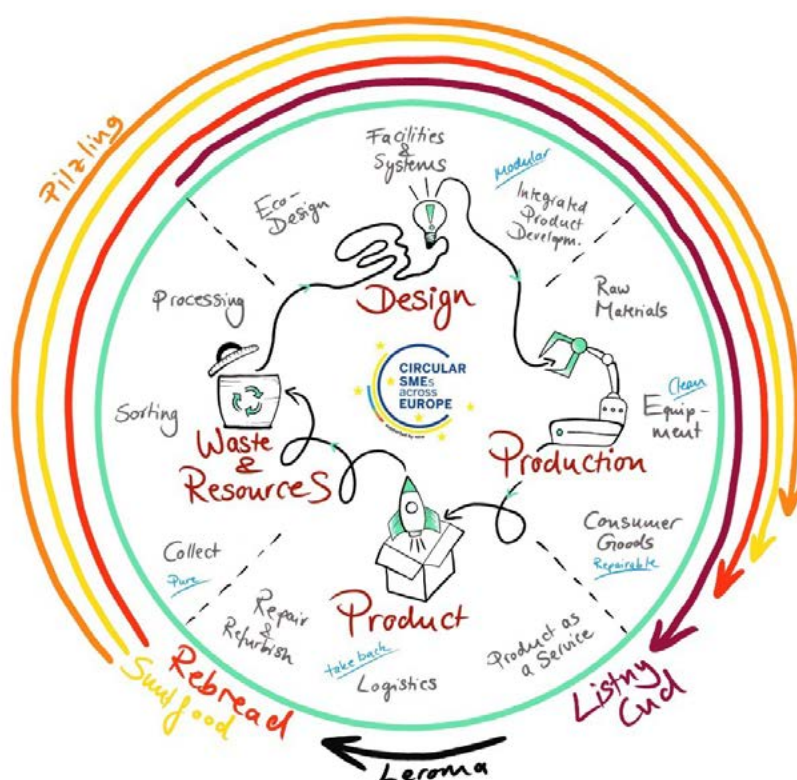 Pilzling
Facilities
&
Systems
Modular
Integrated
Product
Developm.
Eco-
Design
Design
Processing
Raw
Materials
Sorting
CIRCULAR
SMEs
across
EUROPE
Clean
Equip-
ment
Waste
&
Resources
Production
Consumer
Goods
Repairable
Collect
Pure
Repair
&
Refurbish
Product
take back
Logistics
Product as
a Service
Rebread
Listny
Cud
Leroma